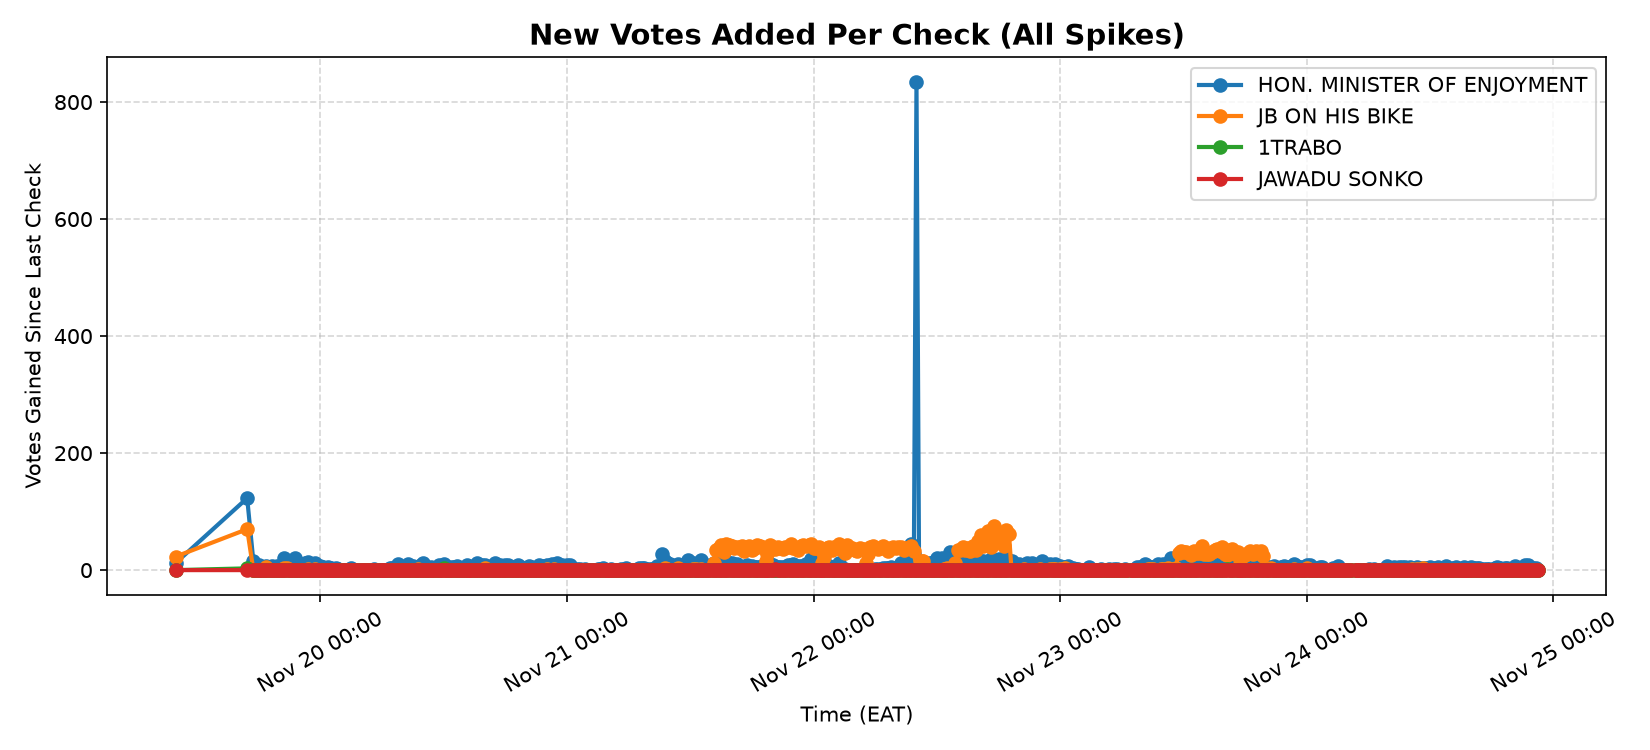 New Votes Added Per Check (All Spikes)
HON. MINISTER OF ENJOYMENT
JB ON HIS BIKE
1TRABO
JAWADU SONKO
Votes Gained Since Last Check
800
600
400
200
0
Nov 20 00:00
Nov 21 00:00
Nov 22 00:00
Nov 23 00:00
Nov 24 00:00
Nov 25 00:00
Time (EAT)